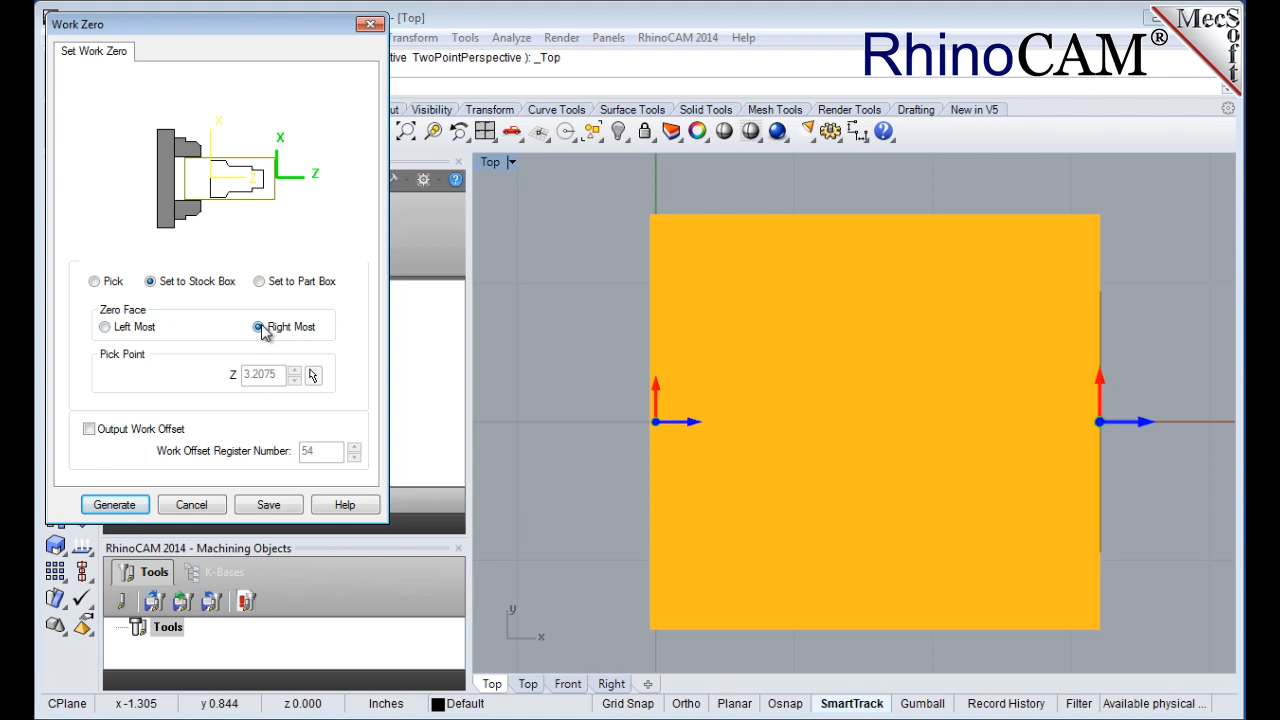 Work Zero
- [Top]
MecSoft
RhinoCAM®
Transform Tools Analyze Render Panels RhinoCAM 2014 Help
Set Work Zero
tive TwoPointPerspective ): _Top
ut Visibility Transform Curve Tools Surface Tools Solid Tools Mesh Tools Render Tools Drafting New in V5
X
X
Z
Z
Top
Pick Set to Stock Box Set to Part Box
Zero Face
Left Most Right Most
Pick Point
Z 3.2075
Output Work Offset
Work Offset Register Number: 54
Generate Cancel Save Help
RhinoCAM 2014 - Machining Objects
Tools K-Bases
Tools
y
x
Top Top Front Right
CPlane x -1.305 y 0.844 z 0.000 Inches Default Grid Snap Ortho Planar Osnap SmartTrack Gumball Record History Filter Available physical ...